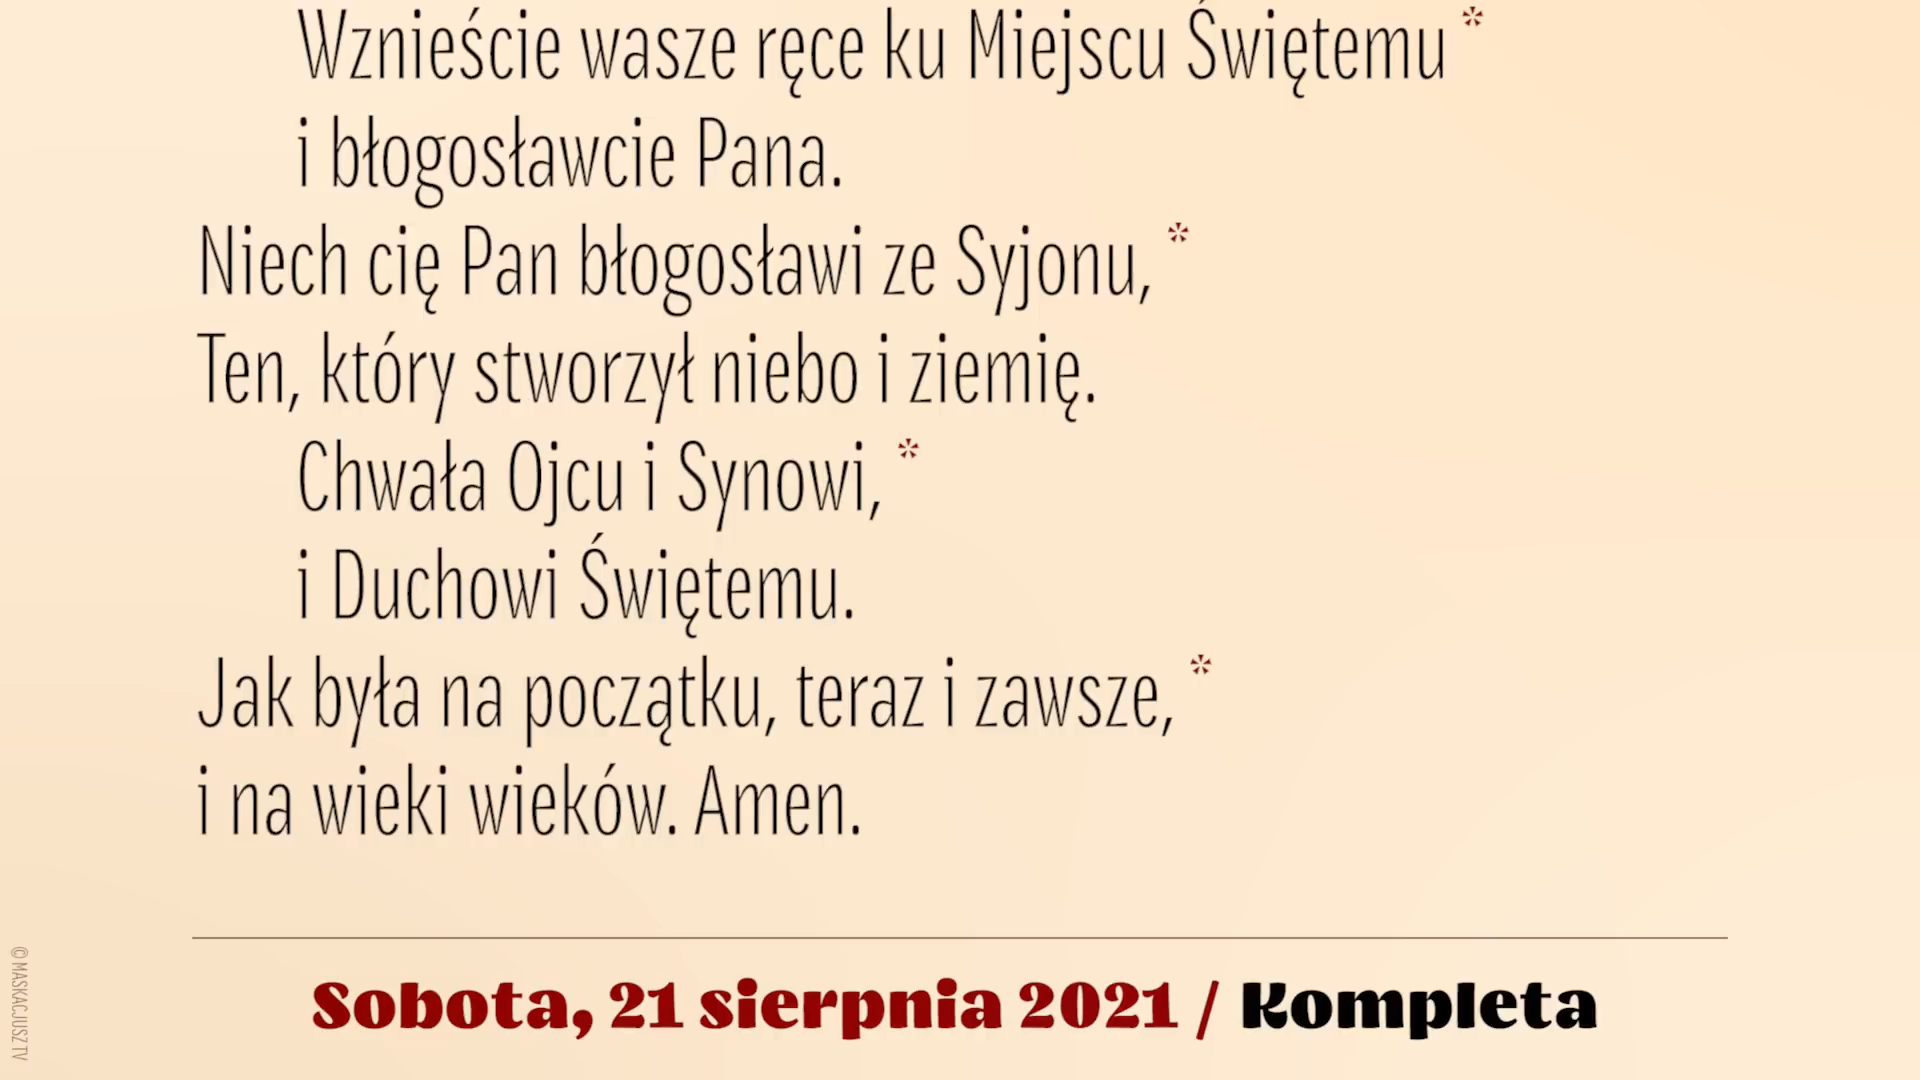 Wznieście wasze ręce ku Miejscu Świętemu *
i błogosławcie Pana.
Niech cię Pan błogosławi ze Syjonu, *
Ten, który stworzył niebo i ziemię.
Chwała Ojcu i Synowi, *
i Duchowi Świętemu.
Jak była na początku, teraz i zawsze, *
i na wieki wieków. Amen.
Sobota, 21 sierpnia 2021 / Kompleta
© MASKACJUSZ TV